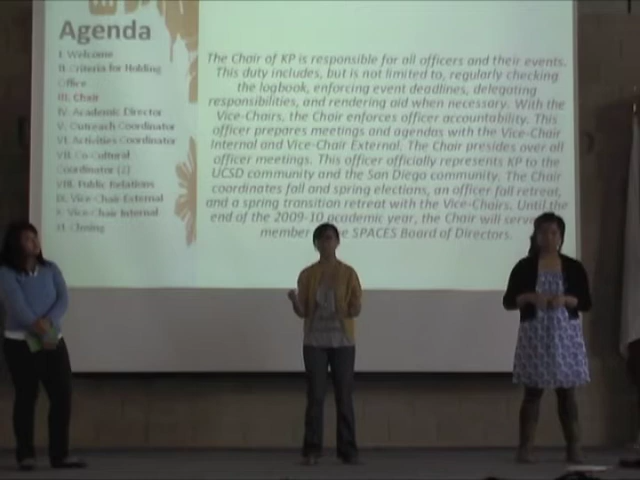 Agenda
I. Welcome
II. Criteria for Holding
Office
III. Chair
IV. Academic Director
V. Outreach Coordinator
VI. Activities Coordinator
VII. Co-Cultural
Coordinator (2)
VIII. Public Relations
IX. Vice-Chair External
X. Vice-Chair Internal
XI. Closing
The Chair of KP is responsible for all officers and their events.
This duty includes, but is not limited to, regularly checking
the logbook, enforcing event deadlines, delegating
responsibilities, and rendering aid when necessary. With the
Vice-Chairs, the Chair enforces officer accountability. This
officer prepares meetings and agendas with the Vice-Chair
Internal and Vice-Chair External. The Chair presides over all
officer meetings. This officer officially represents KP to the
UCSD community and the San Diego community. The Chair
coordinates fall and spring elections, an officer fall retreat,
and a spring transition retreat with the Vice-Chairs. Until the
end of the 2009-10 academic year, the Chair will serve
member SPACES Board of Directors.